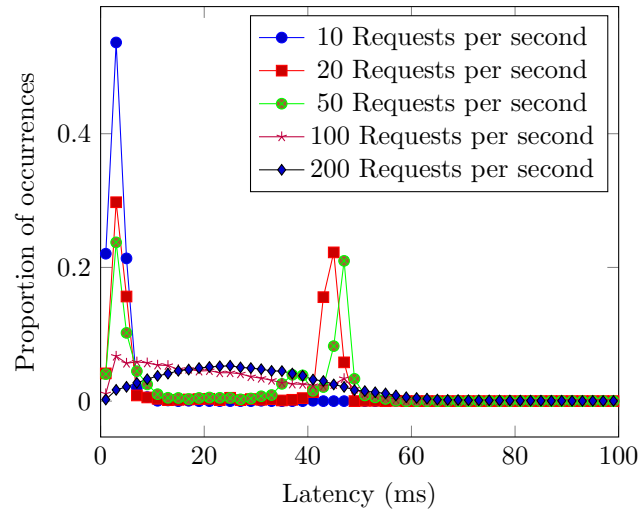 10 Requests per second
20 Requests per second
50 Requests per second
100 Requests per second
200 Requests per second
Proportion of occurrences
0.4
0.2
0
0 20 40 60 80 100
Latency (ms)